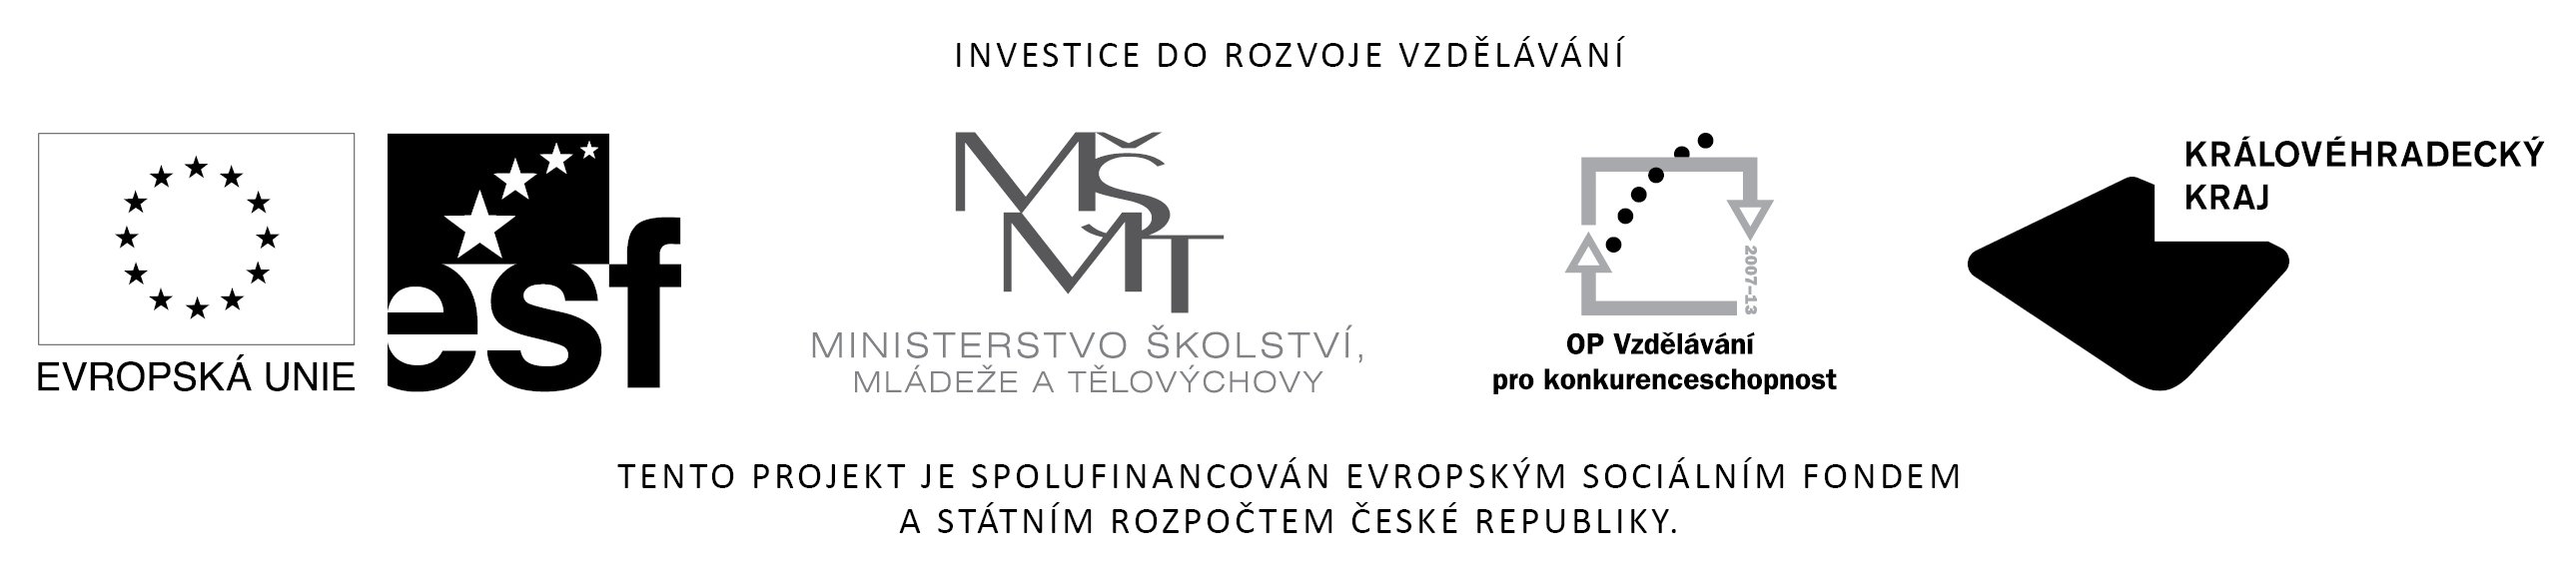 INVESTICE DO ROZVOJE VZDĚLÁVÁNÍ
EVROPSKÁ UNIE
esf
MŠMT
MINISTERSTVO ŠKOLSTVÍ,
MLÁDEŽE A TĚLOVÝCHOVY
2007-13
OP Vzdělávání
pro konkurenceschopnost
KRÁLOVÉHRADECKÝ
KRAJ
TENTO PROJEKT JE SPOLUFINANCOVÁN EVROPSKÝM SOCIÁLNÍM FONDEM
A STÁTNÍM ROZPOČTEM ČESKÉ REPUBLIKY.